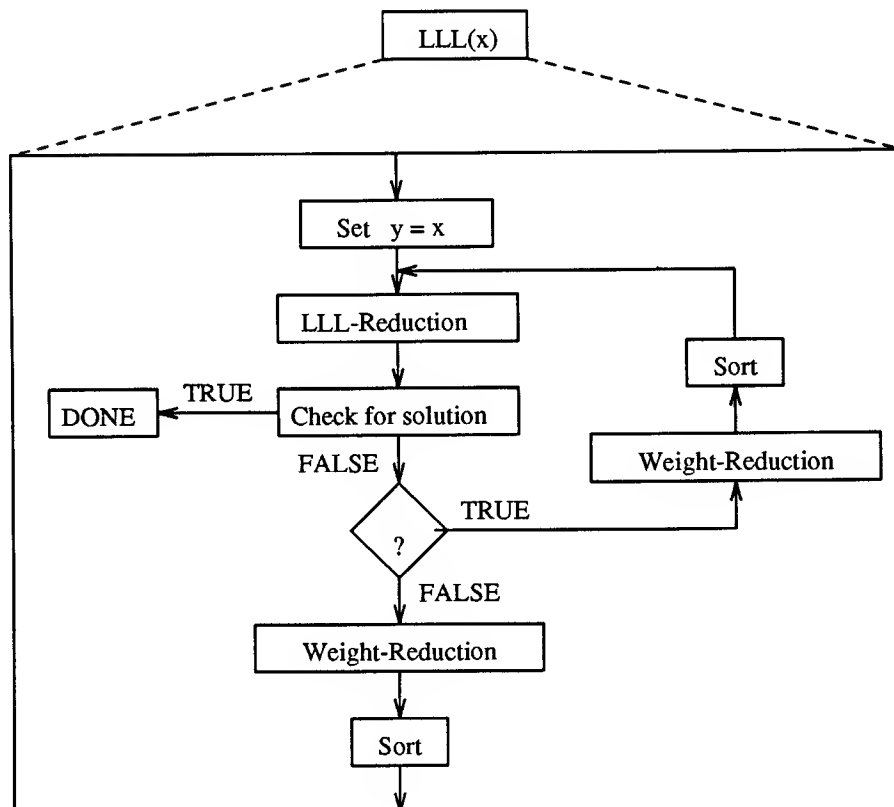 LLL(x)
Set y = x
LLL-Reduction
Sort
TRUE
DONE
Check for solution
FALSE
Weight-Reduction
TRUE
?
FALSE
Weight-Reduction
Sort